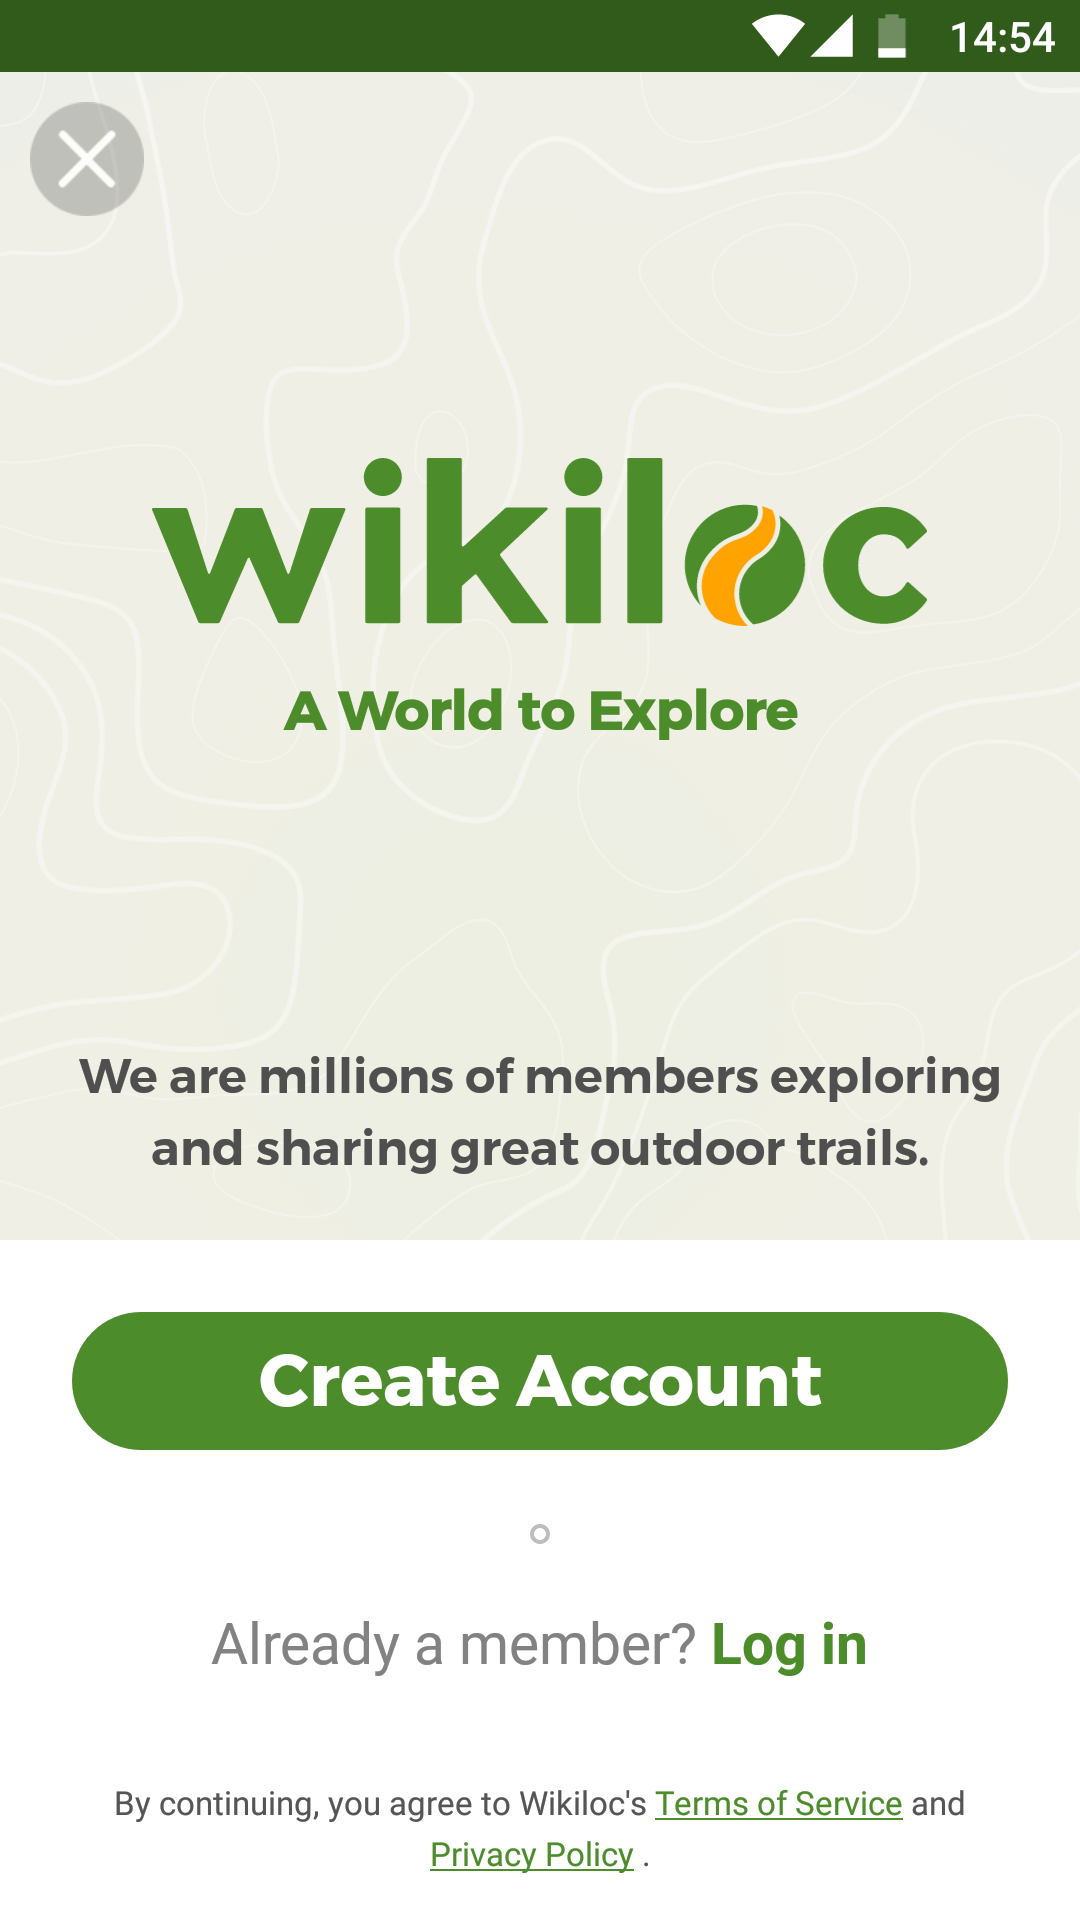 14:54
wikiloc
A World to Explore
We are millions of members exploring
and sharing great outdoor trails.
Create Account
Already a member? Log in
By continuing, you agree to Wikiloc's Terms of Service and
Privacy Policy .